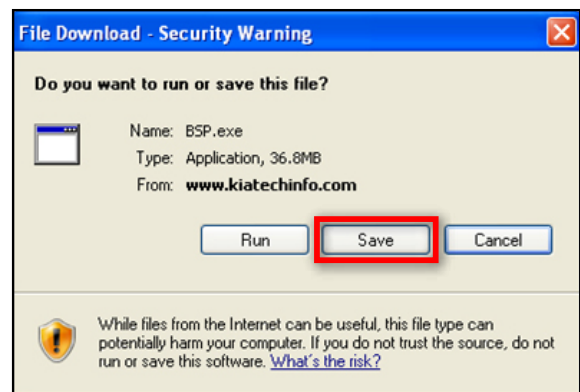 File Download - Security Warning
Do you want to run or save this file?
Name: BSP.exe
Type: Application, 36.8MB
From: www.kiatechinfo.com
Run Save Cancel
While files from the Internet can be useful, this file type can
potentially harm your computer. If you do not trust the source, do not
run or save this software. What's the risk?